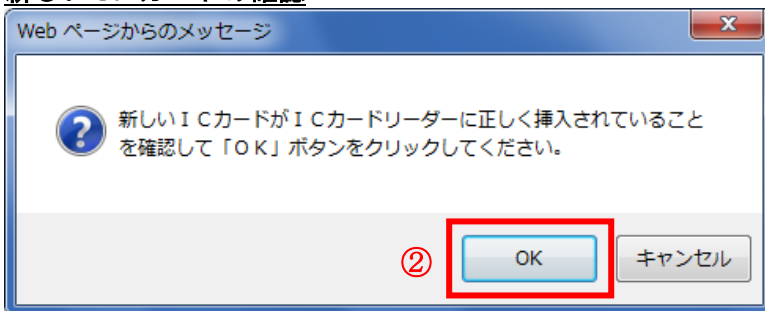 Web ページからのメッセージ
新しいＩＣカードがＩＣカードリーダーに正しく挿入されていること
を確認して「ＯＫ」ボタンをクリックしてください。
② OK キャンセル